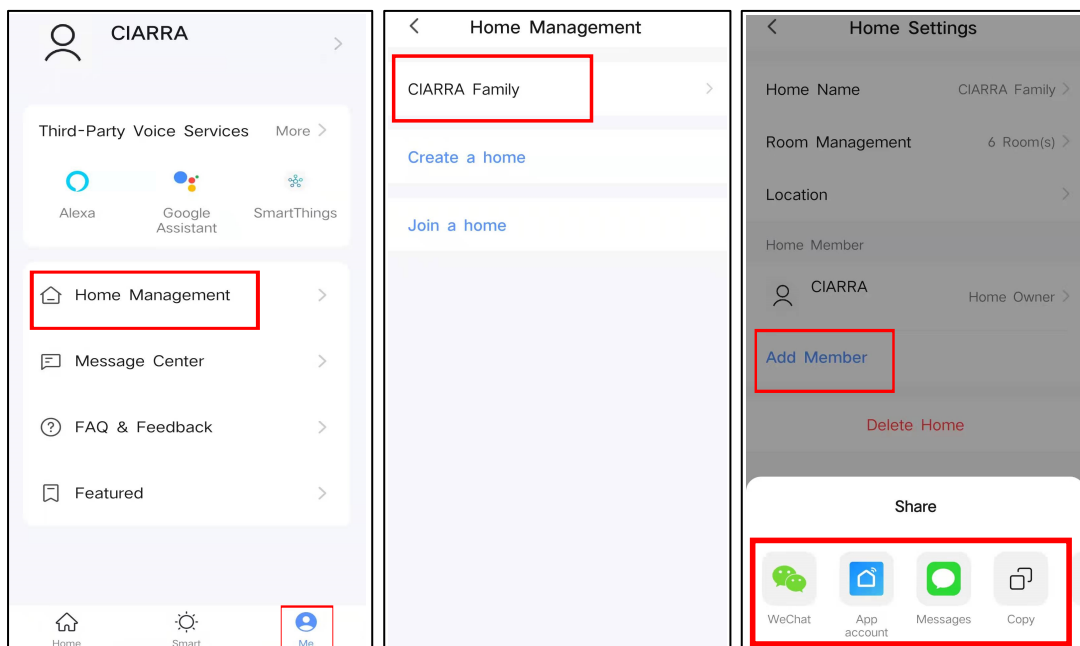 CIARRA
Third-Party Voice Services More
Alexa
Google Assistant
SmartThings
Home Management
Message Center
FAQ & Feedback
Featured
Home
Smart
Me
Home Management
CIARRA Family
Create a home
Join a home
Home Settings
Home Name CIARRA Family
Room Management 6 Room(s)
Location
Home Member
CIARRA Home Owner
Add Member
Delete Home
Share
WeChat
App account
Messages
Copy